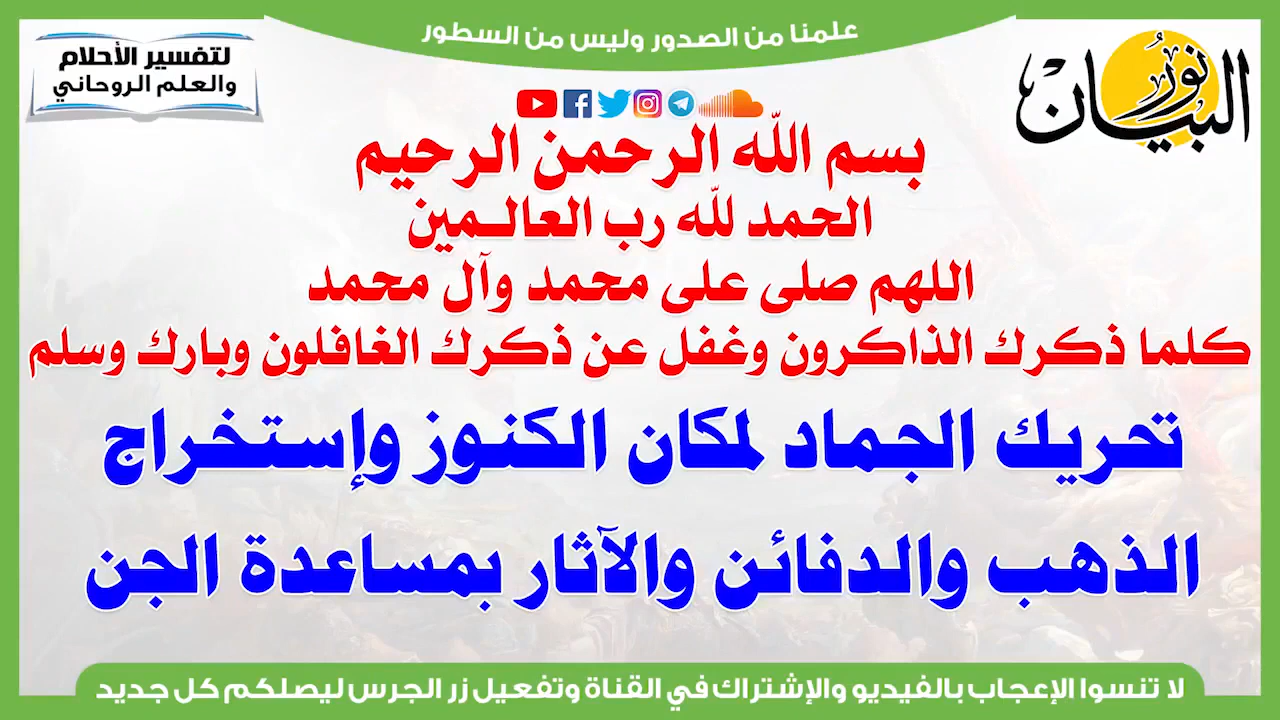 علمنا من الصدور وليس من السطور
نور البيان
لتفسير الأحلام
والعلم الروحاني
بسم الله الرحمن الرحيم
الحمد لله رب العالـمين
اللهم صلى على محمد وآل محمد
كلما ذكرك الذاكرون وغفل عن ذكرك الغافلون وبارك وسلم
تحريك الجماد لمكان الكنوز وإستخراج
الذهب والدفائن والآثار بمساعدة الجن
لا تنسوا الإعجاب بالفيديو والإشتراك في القناة وتفعيل زر الجرس ليصلكم كل جديد